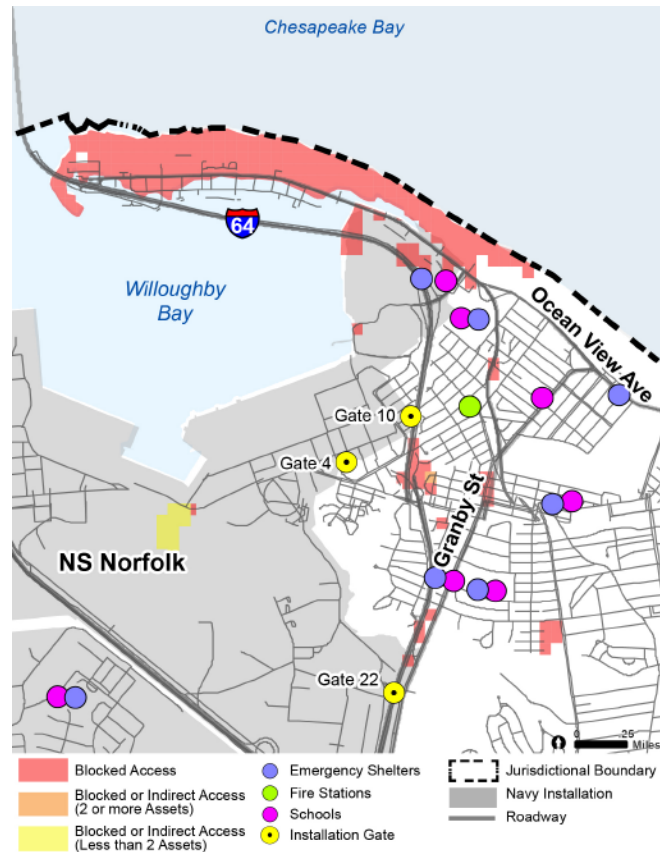 Chesapeake Bay
64
Willoughby
Bay
Ocean View Ave
Gate 10
Gate 4
Granby St
NS Norfolk
Gate 22
0 .25
Miles
Blocked Access
Blocked or Indirect Access
(2 or more Assets)
Blocked or Indirect Access
(Less than 2 Assets)
Emergency Shelters
Fire Stations
Schools
Installation Gate
Jurisdictional Boundary
Navy Installation
Roadway